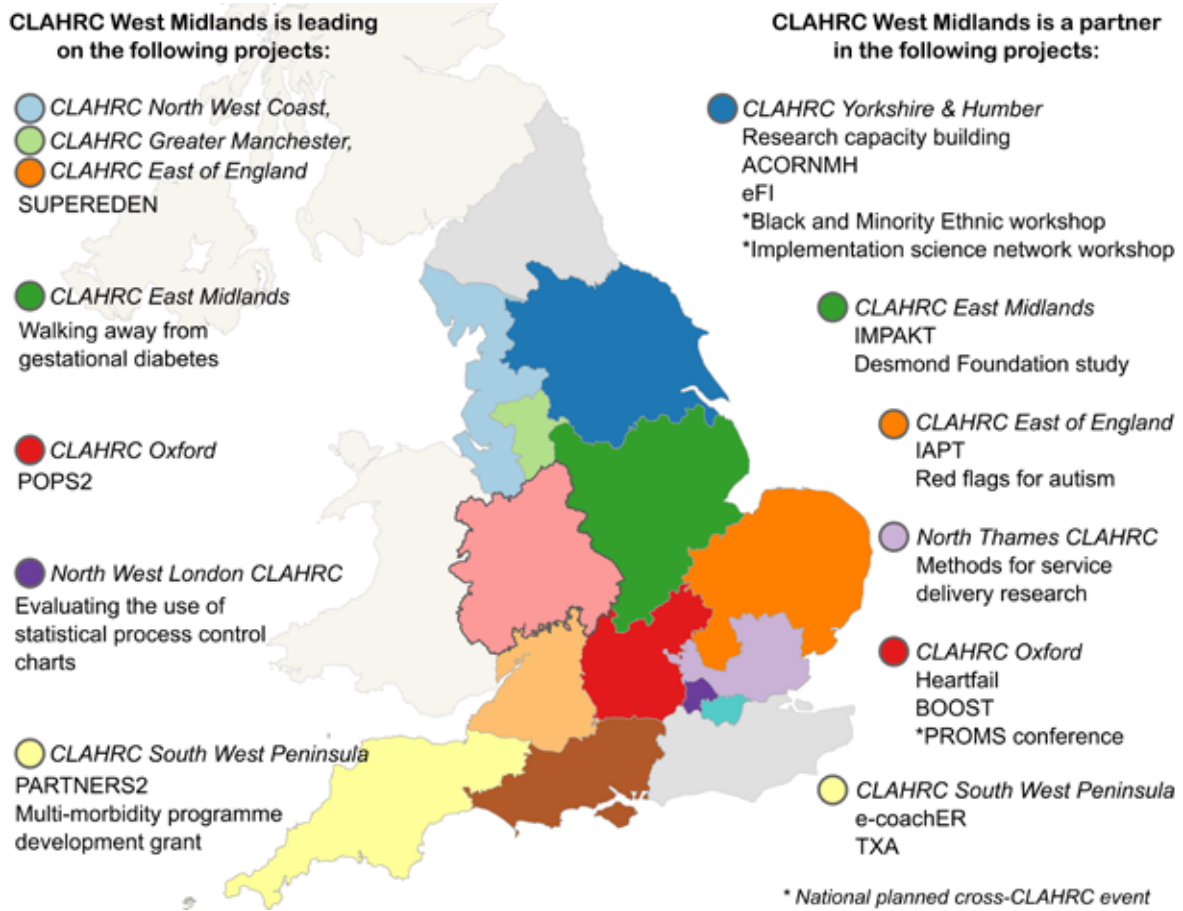 CLAHRC West Midlands is leading
on the following projects:
CLAHRC North West Coast,
CLAHRC Greater Manchester,
CLAHRC East of England
SUPEREDEN
CLAHRC East Midlands
Walking away from
gestational diabetes
CLAHRC Oxford
POPS2
North West London CLAHRC
Evaluating the use of
statistical process control
charts
CLAHRC South West Peninsula
PARTNERS2
Multi-morbidity programme
development grant
CLAHRC West Midlands is a partner
in the following projects:
CLAHRC Yorkshire & Humber
Research capacity building
ACORNMH
eFI
*Black and Minority Ethnic workshop
*Implementation science network workshop
CLAHRC East Midlands
IMPAKT
Desmond Foundation study
CLAHRC East of England
IAPT
Red flags for autism
North Thames CLAHRC
Methods for service
delivery research
CLAHRC Oxford
Heartfail
BOOST
*PROMS conference
CLAHRC South West Peninsula
e-coachER
TXA
* National planned cross-CLAHRC event